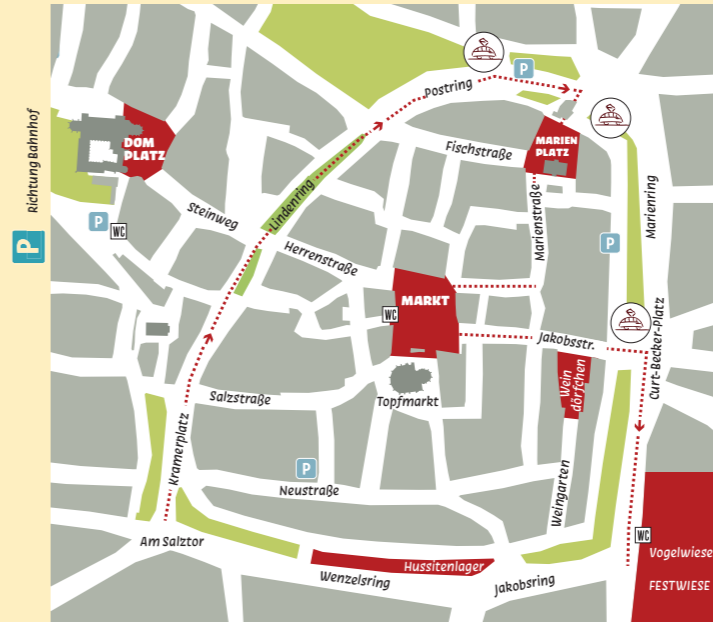 Richtung Bahnhof
P
Postring
P
DOM
PLATZ
Fischstraße
MARIEN
PLATZ
Lindenring
Steinweg
P
WC
Herrenstraße
Marienstraße
P
Marienring
MARKT
WC
Jakobsstr.
Curt-Becker-Platz
Wein
dörfchen
Salzstraße
Topfmarkt
Kramerplatz
P
Neustraße
Weingarten
Am Salztor
WC
Vogelwiese
Hussitenlager
FESTWIESE
Wenzelsring
Jakobsring